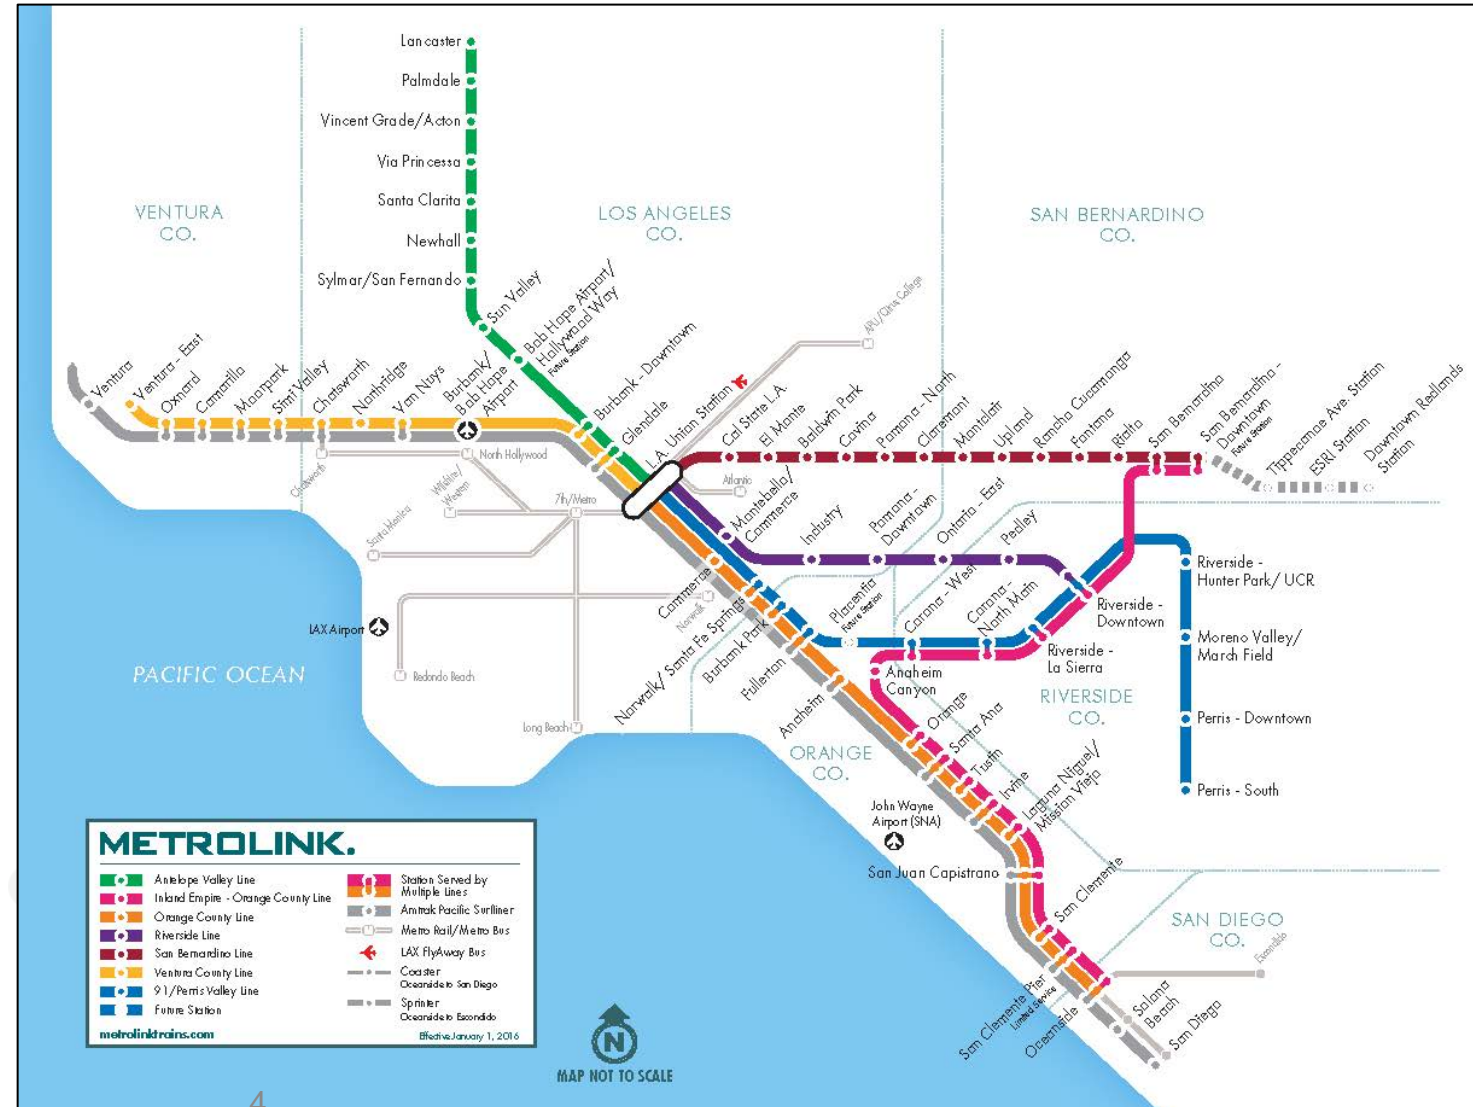 Lancaster
Palmdale
Vincent Grade/Acton
Via Princessa
Santa Clarita
Newhall
Sylmar/San Fernando
VENTURA
CO.
LOS ANGELES
CO.
SAN BERNARDINO
CO.
Sun Valley
Bob Hope Airport/
Hollywood Way
Future Station
Burbank - Downtown
Glendale
L.A. Union Station
APU/Citrus College
Ventura
Ventura - East
Oxnard
Camarillo
Moorpark
Simi Valley
Chatsworth
Northridge
Van Nuys
Burbank/
Bob Hope
Airport
Cal State L.A.
El Monte
Baldwin Park
Covina
Pomona - North
Claremont
Montclair
Upland
Rancho Cucamonga
Fontana
Rialto
San Bernardino
San Bernardino -
Downtown
Future Station
Tippecanoe Ave. Station
ESRI Station
Downtown Redlands
Station
Chatsworth
North Hollywood
Wilshire/
Western
7th/Metro
Atlantic
Santa Monica
Montebello/
Commerce
Industry
Pomona -
Downtown
Ontario - East
Pedley
Riverside -
Hunter Park/ UCR
Commerce
Norwalk
Norwalk/ Santa Fe Springs
Burbank Park
Fullerton
Anaheim
Placentia
Future Station
Corona - West
Corona -
North Main
Riverside -
Downtown
Riverside -
La Sierra
Moreno Valley/
March Field
LAX Airport
PACIFIC OCEAN
Redondo Beach
Long Beach
Anaheim
Canyon
RIVERSIDE
CO.
Perris - Downtown
Perris - South
ORANGE
CO.
Orange
Santa Ana
Tustin
Irvine
Laguna Niguel/
Mission Viejo
John Wayne
Airport (SNA)
San Juan Capistrano
San Clemente
SAN DIEGO
CO.
Escondido
San Clemente Pier
Limited Service
Oceanside
Solana
Beach
San Diego
METROLINK.
Antelope Valley Line
Inland Empire - Orange County Line
Orange County Line
Riverside Line
San Bernardino Line
Ventura County Line
91/Perris Valley Line
Future Station
Station Served by
Multiple Lines
Amtrak Pacific Surfliner
Metro Rail/Metro Bus
LAX FlyAway Bus
Coaster
Oceanside to San Diego
Sprinter
Oceanside to Escondido
metrolinktrains.com
Effective January 1, 2016
N
MAP NOT TO SCALE
4